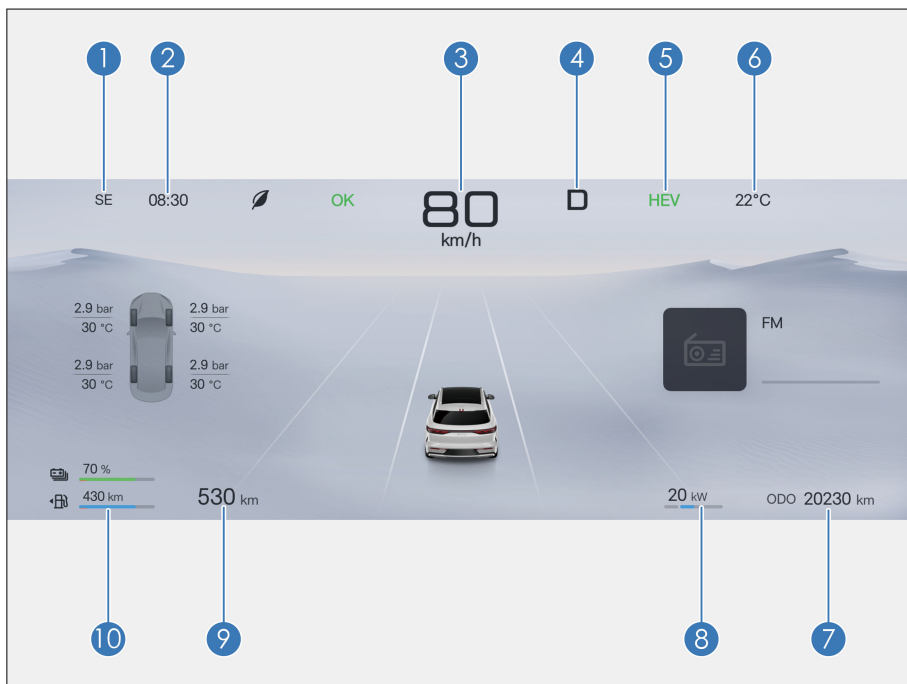 1 2 3 4 5 6
SE 08:30 OK 80 D HEV 22°C
km/h
2.9 bar 2.9 bar
30 °C 30 °C
FM
2.9 bar 2.9 bar
30 °C 30 °C
70 %
430 km 530 km 20 kW ODO 20230 km
10 9 8 7